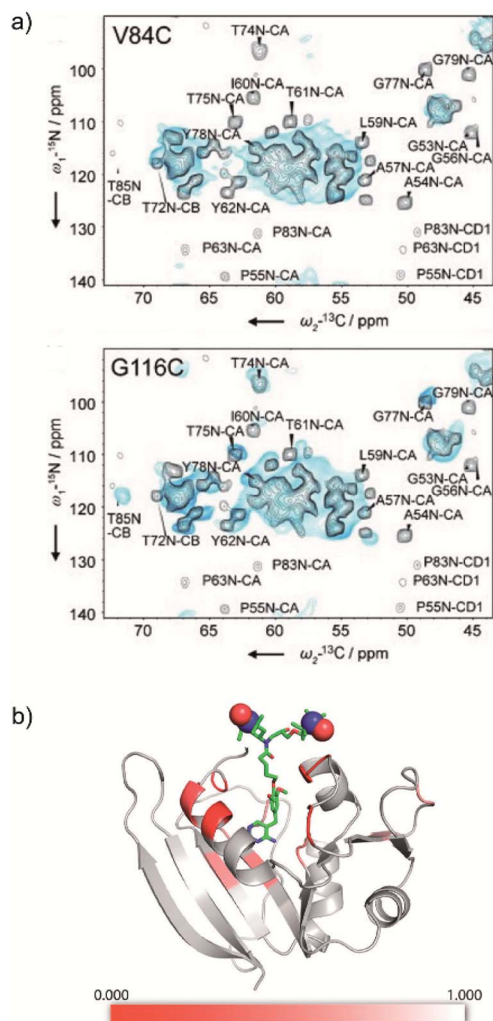 a)
V84C
T74N-CA
G79N-CA
I60N-CA
G77N-CA
T75N-CA
T61N-CA
Y78N-CA
L59N-CA
G53N-CA
G56N-CA
A57N-CA
T85N
-CB
T72N-CB
Y62N-CA
A54N-CA
P83N-CA
P83N-CD1
P63N-CA
P63N-CD1
P55N-CA
P55N-CD1
100
110
120
130
140
ω₁-¹⁵N / ppm
70
65
60
55
50
45
ω₂-¹³C / ppm
G116C
T74N-CA
G79N-CA
I60N-CA
G77N-CA
T75N-CA
T61N-CA
Y78N-CA
L59N-CA
G53N-CA
G56N-CA
A57N-CA
T85N
-CB
T72N-CB
Y62N-CA
A54N-CA
P83N-CA
P83N-CD1
P63N-CA
P63N-CD1
P55N-CA
P55N-CD1
100
110
120
130
140
ω₁-¹⁵N / ppm
70
65
60
55
50
45
ω₂-¹³C / ppm
b)
0.000
1.000